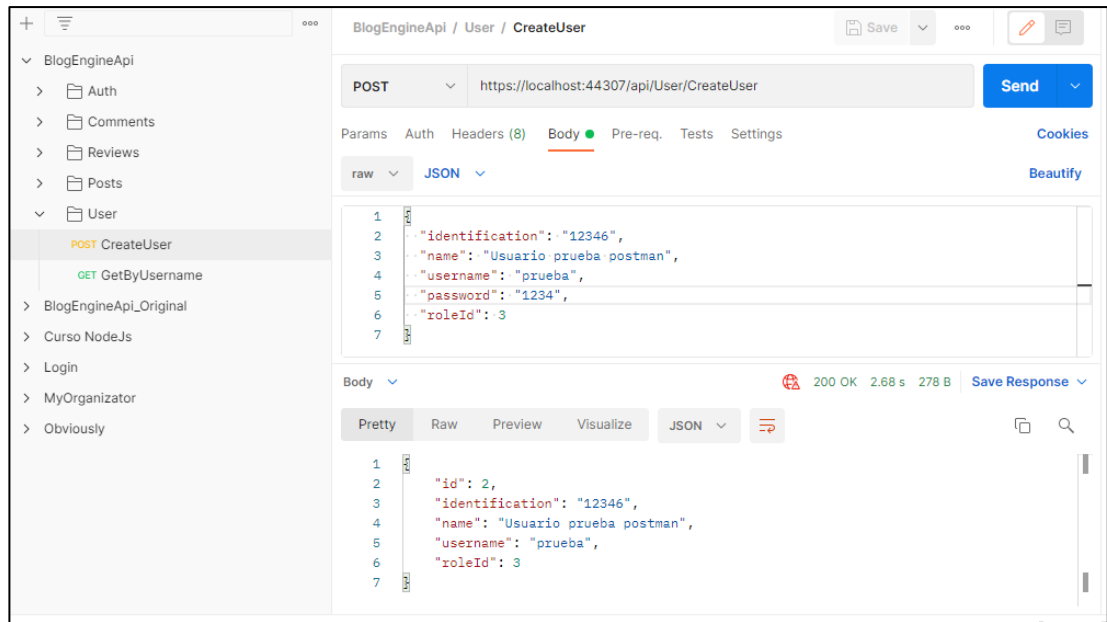 BlogEngineApi
Auth
Comments
Reviews
Posts
User
POST CreateUser
GET GetByUsername
BlogEngineApi_Original
Curso NodeJs
Login
MyOrganizator
Obviously
BlogEngineApi / User / CreateUser
Save
POST https://localhost:44307/api/User/CreateUser Send
Params Auth Headers (8) Body Pre-req. Tests Settings Cookies
raw JSON Beautify
1 {
2 "identification": "12346",
3 "name": "Usuario prueba postman",
4 "username": "prueba",
5 "password": "1234",
6 "roleId": 3
7 }
Body 200 OK 2.68 s 278 B Save Response
Pretty Raw Preview Visualize JSON
1 {
2 "id": 2,
3 "identification": "12346",
4 "name": "Usuario prueba postman",
5 "username": "prueba",
6 "roleId": 3
7 }